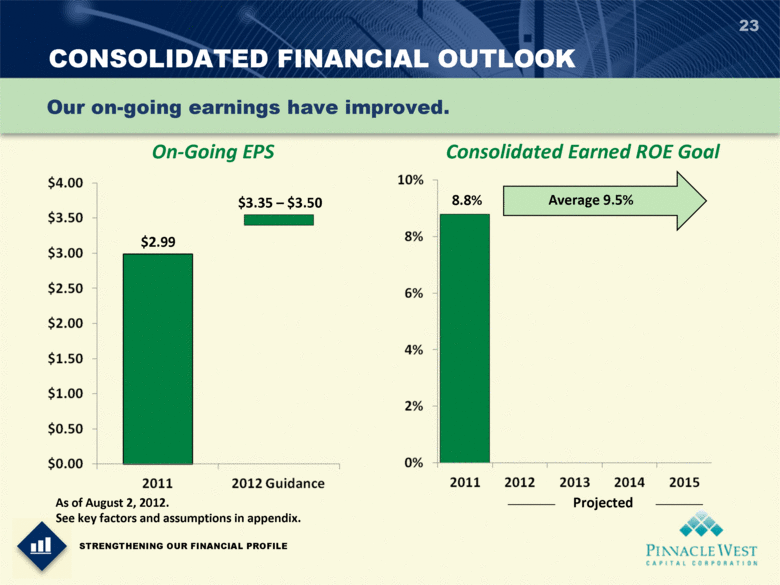 23
CONSOLIDATED FINANCIAL OUTLOOK
Our on-going earnings have improved.
On-Going EPS
$4.00
$3.50
$3.00
$2.50
$2.00
$1.50
$1.00
$0.50
$0.00
$2.99
$3.35 – $3.50
2011 2012 Guidance
As of August 2, 2012.
See key factors and assumptions in appendix.
Consolidated Earned ROE Goal
10%
8%
6%
4%
2%
0%
8.8%
Average 9.5%
2011 2012 2013 2014 2015
Projected
STRENGTHENING OUR FINANCIAL PROFILE
PINNACLE WEST
CAPITAL CORPORATION